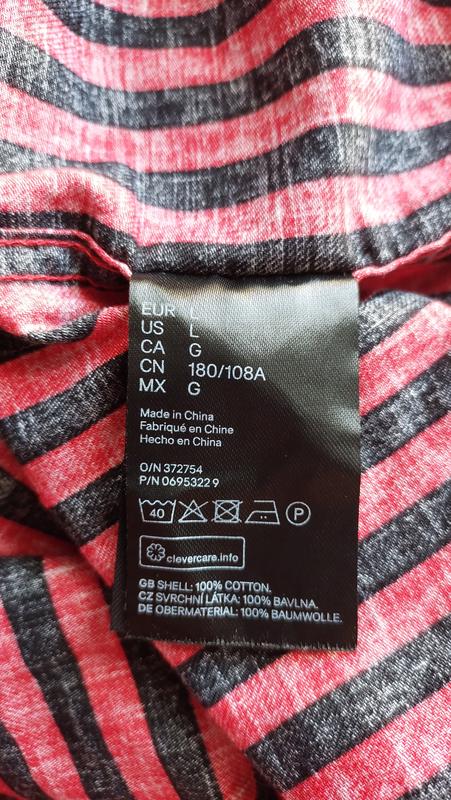 EUR L
US L
CA G
CN 180/108A
MX G
Made in China
Fabriqué en Chine
Hecho en China
O/N 372754
P/N 0695322 9
40 P
clevercare.info
GB SHELL: 100% COTTON.
CZ SVRCHNÍ LÁTKA: 100% BAVLNA.
DE OBERMATERIAL: 100% BAUMWOLLE.